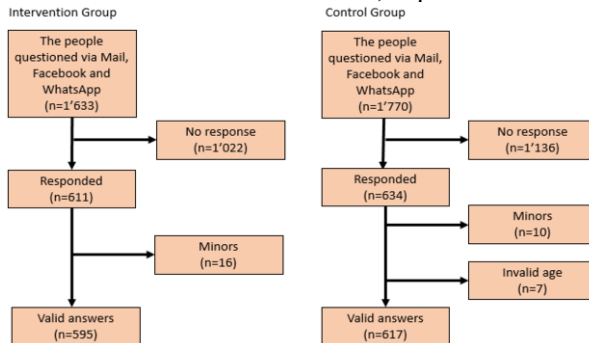 Intervention Group
The people
questioned via Mail,
Facebook and
WhatsApp
(n=1'633)
No response
(n=1'022)
Responded
(n=611)
Minors
(n=16)
Valid answers
(n=595)
Control Group
The people
questioned via Mail,
Facebook and
WhatsApp
(n=1'770)
No response
(n=1'136)
Responded
(n=634)
Minors
(n=10)
Invalid age
(n=7)
Valid answers
(n=617)